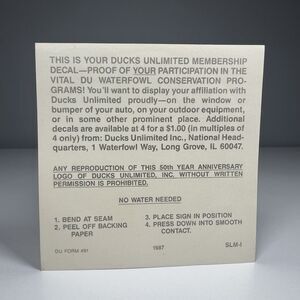 THIS IS YOUR DUCKS UNLIMITED MEMBERSHIP
DECAL—PROOF OF YOUR PARTICIPATION IN THE
VITAL DU WATERFOWL CONSERVATION PRO-
GRAMS! You'll want to display your affiliation with
Ducks Unlimited proudly—on the window or
bumper of your auto, on your outdoor equipment,
or in some other prominent place. Additional
decals are available at 4 for a $1.00 (in multiples of
4 only) from: Ducks Unlimited Inc., National Head-
quarters, 1 Waterfowl Way, Long Grove, IL 60047.
ANY REPRODUCTION OF THIS 50th YEAR ANNIVERSARY
LOGO OF DUCKS UNLIMITED, INC. WITHOUT WRITTEN
PERMISSION IS PROHIBITED.
NO WATER NEEDED
1. BEND AT SEAM
2. PEEL OFF BACKING
PAPER
3. PLACE SIGN IN POSITION
4. PRESS DOWN INTO SMOOTH
CONTACT.
DU FORM #91 1987 SLM-I